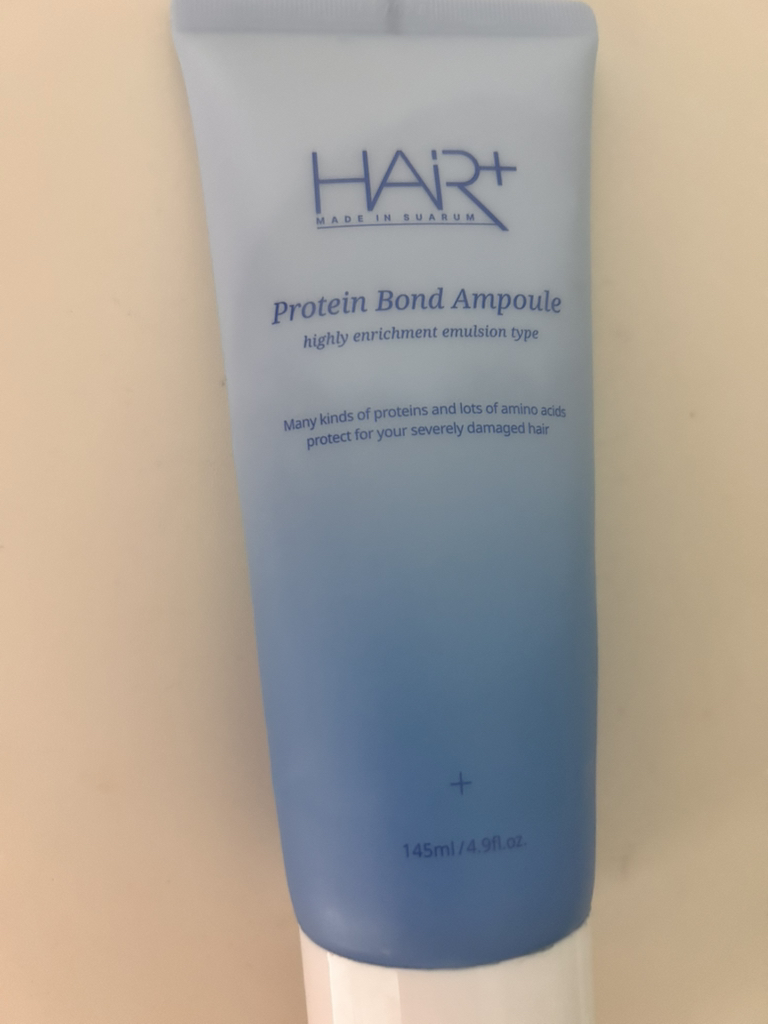 HAiR+
MADE IN SUARUM
Protein Bond Ampoule
highly enrichment emulsion type
Many kinds of proteins and lots of amino acids
protect for your severely damaged hair
+
145ml/4.9fl.oz.